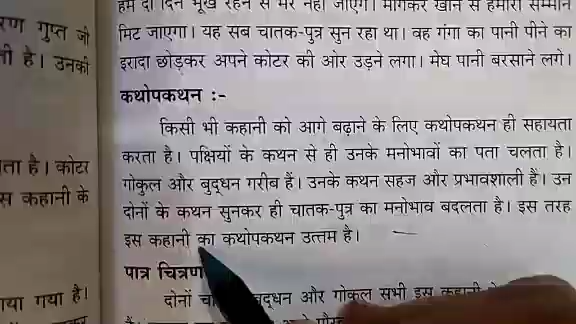 रण गुप्त जी
ी है। उनकी
ता है। कोटर
स कहानी के
ाया गया है।
हम दो दिन भूखे रहने से मर नहीं जाएंगे। मांगकर खाने से हमारा सम्मान
मिट जाएगा। यह सब चातक-पुत्र सुन रहा था। वह गंगा का पानी पीने का
इरादा छोड़कर अपने कोटर की ओर उड़ने लगा। मेघ पानी बरसाने लगे।
कथोपकथन :-
किसी भी कहानी को आगे बढ़ाने के लिए कथोपकथन ही सहायता
करता है। पक्षियों के कथन से ही उनके मनोभावों का पता चलता है।
गोकुल और बुद्धन गरीब हैं। उनके कथन सहज और प्रभावशाली हैं। उन
दोनों के कथन सुनकर ही चातक-पुत्र का मनोभाव बदलता है। इस तरह
इस कहानी का कथोपकथन उत्तम है।
पात्र चित्रण
दोनों बुद्धन और गोकुल सभी इस कहानी